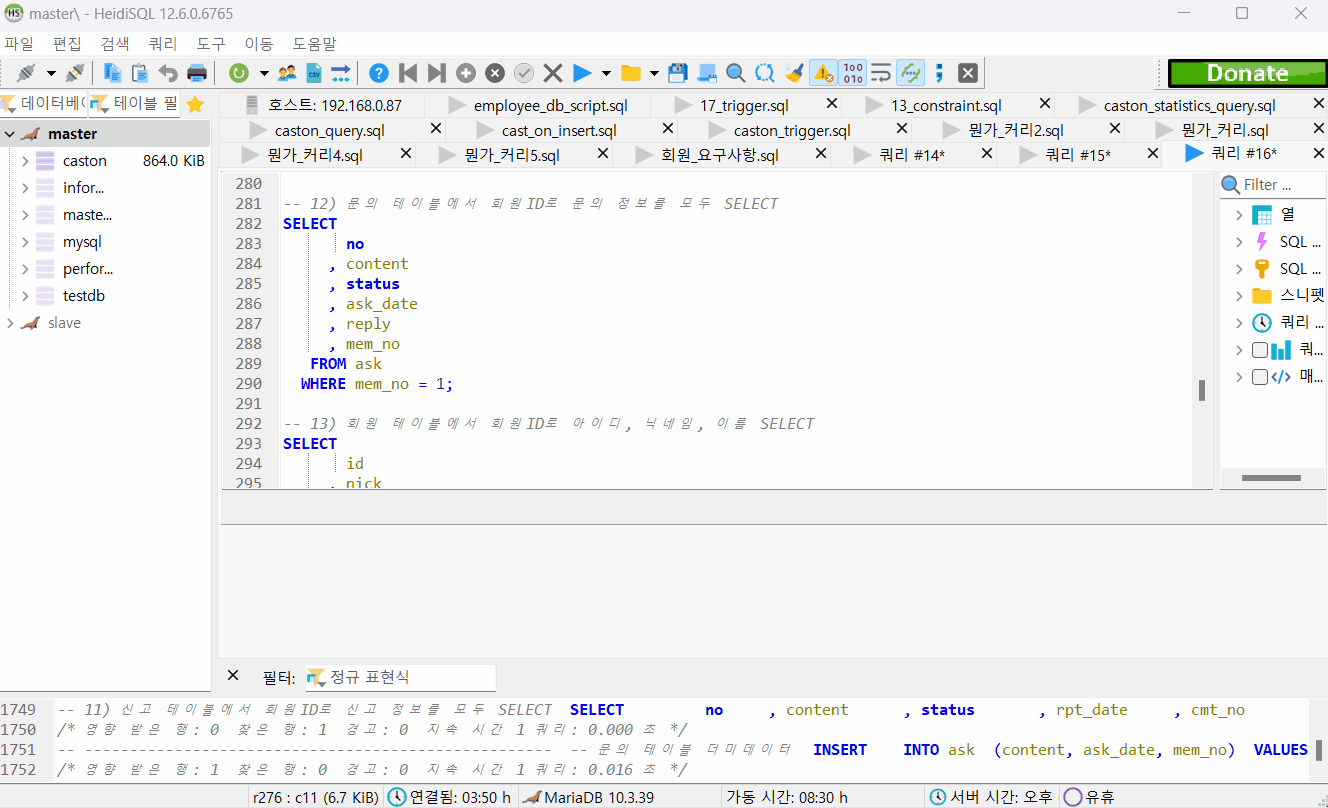 master\ - HeidiSQL 12.6.0.6765
파일 편집 검색 쿼리 도구 이동 도움말
Donate
데이터베 테이블 필
호스트: 192.168.0.87 employee_db_script.sql 17_trigger.sql 13_constraint.sql caston_statistics_query.sql
caston_query.sql cast_on_insert.sql caston_trigger.sql 뭔가_커리2.sql 뭔가_커리.sql
뭔가_커리4.sql 뭔가_커리5.sql 회원_요구사항.sql 쿼리 #14* 쿼리 #15* 쿼리 #16*
master
caston 864.0 KiB
infor...
maste...
mysql
perfor...
testdb
slave
280
281 -- 12) 문의 테이블에서 회원ID로 문의 정보를 모두 SELECT
282 SELECT
283 no
284 , content
285 , status
286 , ask_date
287 , reply
288 , mem_no
289 FROM ask
290 WHERE mem_no = 1;
291
292 -- 13) 회원 테이블에서 회원ID로 아이디, 닉네임, 이름 SELECT
293 SELECT
294 id
295 , nick
Filter ...
열
SQL ...
SQL ...
스니펫
쿼리 ...
쿼...
매...
필터: 정규 표현식
1749 -- 11) 신고 테이블에서 회원ID로 신고 정보를 모두 SELECT SELECT no , content , status , rpt_date , cmt_no
1750 /* 영향 받은 행: 0 찾은 행: 1 경고: 0 지속 시간 1 쿼리: 0.000 초 */
1751 -- ---------------------------------------------------- -- 문의 테이블 더미데이터 INSERT INTO ask (content, ask_date, mem_no) VALUES
1752 /* 영향 받은 행: 1 찾은 행: 0 경고: 0 지속 시간 1 쿼리: 0.016 초 */
r276 : c11 (6.7 KiB) 연결됨: 03:50 h MariaDB 10.3.39 가동 시간: 08:30 h 서버 시간: 오후 유휴